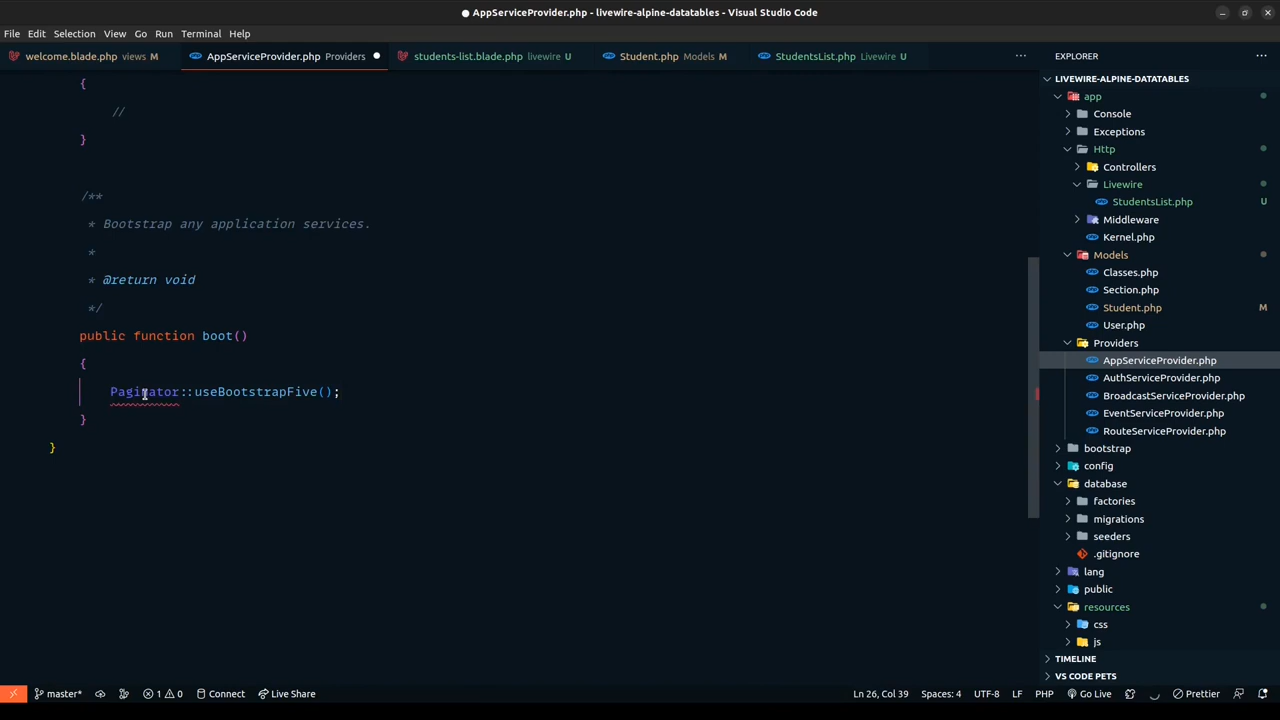 AppServiceProvider.php - livewire-alpine-datatables - Visual Studio Code
File Edit Selection View Go Run Terminal Help
welcome.blade.php views M AppServiceProvider.php Providers students-list.blade.php livewire U Student.php Models M StudentsList.php Livewire U
{
//
}
/**
* Bootstrap any application services.
*
* @return void
*/
public function boot()
{
Paginator::useBootstrapFive();
}
}
EXPLORER
LIVEWIRE-ALPINE-DATATABLES
app
Console
Exceptions
Http
Controllers
Livewire
StudentsList.php U
Middleware
Kernel.php
Models
Classes.php
Section.php
Student.php M
User.php
Providers
AppServiceProvider.php
AuthServiceProvider.php
BroadcastServiceProvider.php
EventServiceProvider.php
RouteServiceProvider.php
bootstrap
config
database
factories
migrations
seeders
.gitignore
lang
public
resources
css
js
TIMELINE
VS CODE PETS
master* 1 0 Connect Live Share Ln 26, Col 39 Spaces: 4 UTF-8 LF PHP Go Live Prettier